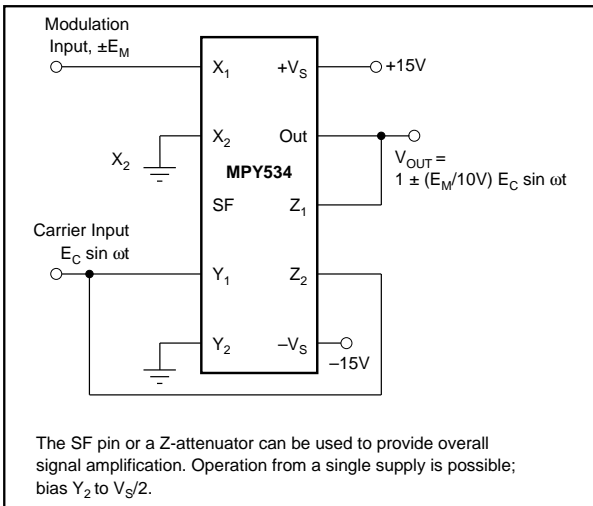 Modulation
Input, ±E_M
X_1
+V_S
+15V
X_2
X_2
Out
MPY534
V_OUT =
1 ± (E_M/10V) E_C sin ωt
SF
Z_1
Carrier Input
E_C sin ωt
Y_1
Z_2
Y_2
–V_S
–15V
The SF pin or a Z-attenuator can be used to provide overall
signal amplification. Operation from a single supply is possible;
bias Y_2 to V_S/2.